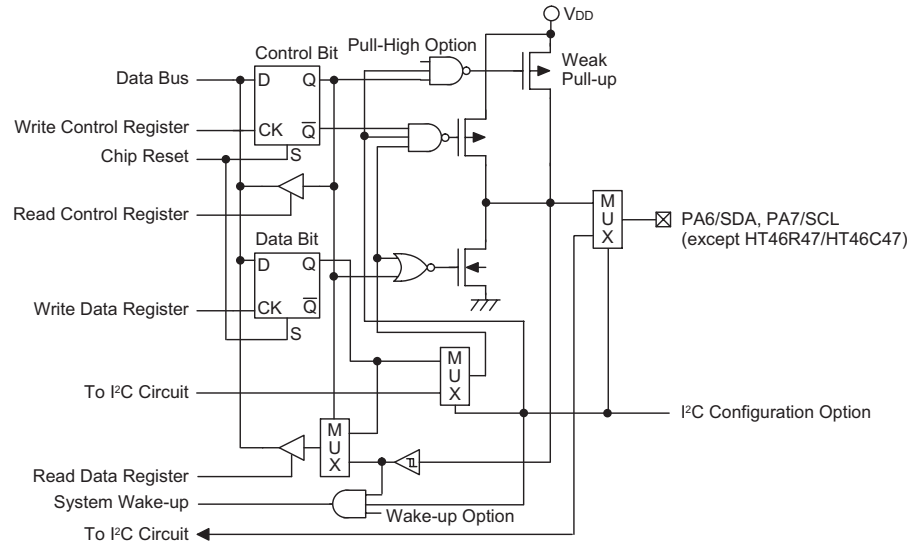 VDD
Control Bit
Pull-High Option
Weak
Pull-up
Data Bus
D
Q
Write Control Register
CK
Q
Chip Reset
S
Read Control Register
M
U
X
PA6/SDA, PA7/SCL
(except HT46R47/HT46C47)
Data Bit
D
Q
Write Data Register
CK
Q
S
M
U
X
To I²C Circuit
I²C Configuration Option
M
U
X
Read Data Register
System Wake-up
Wake-up Option
To I²C Circuit